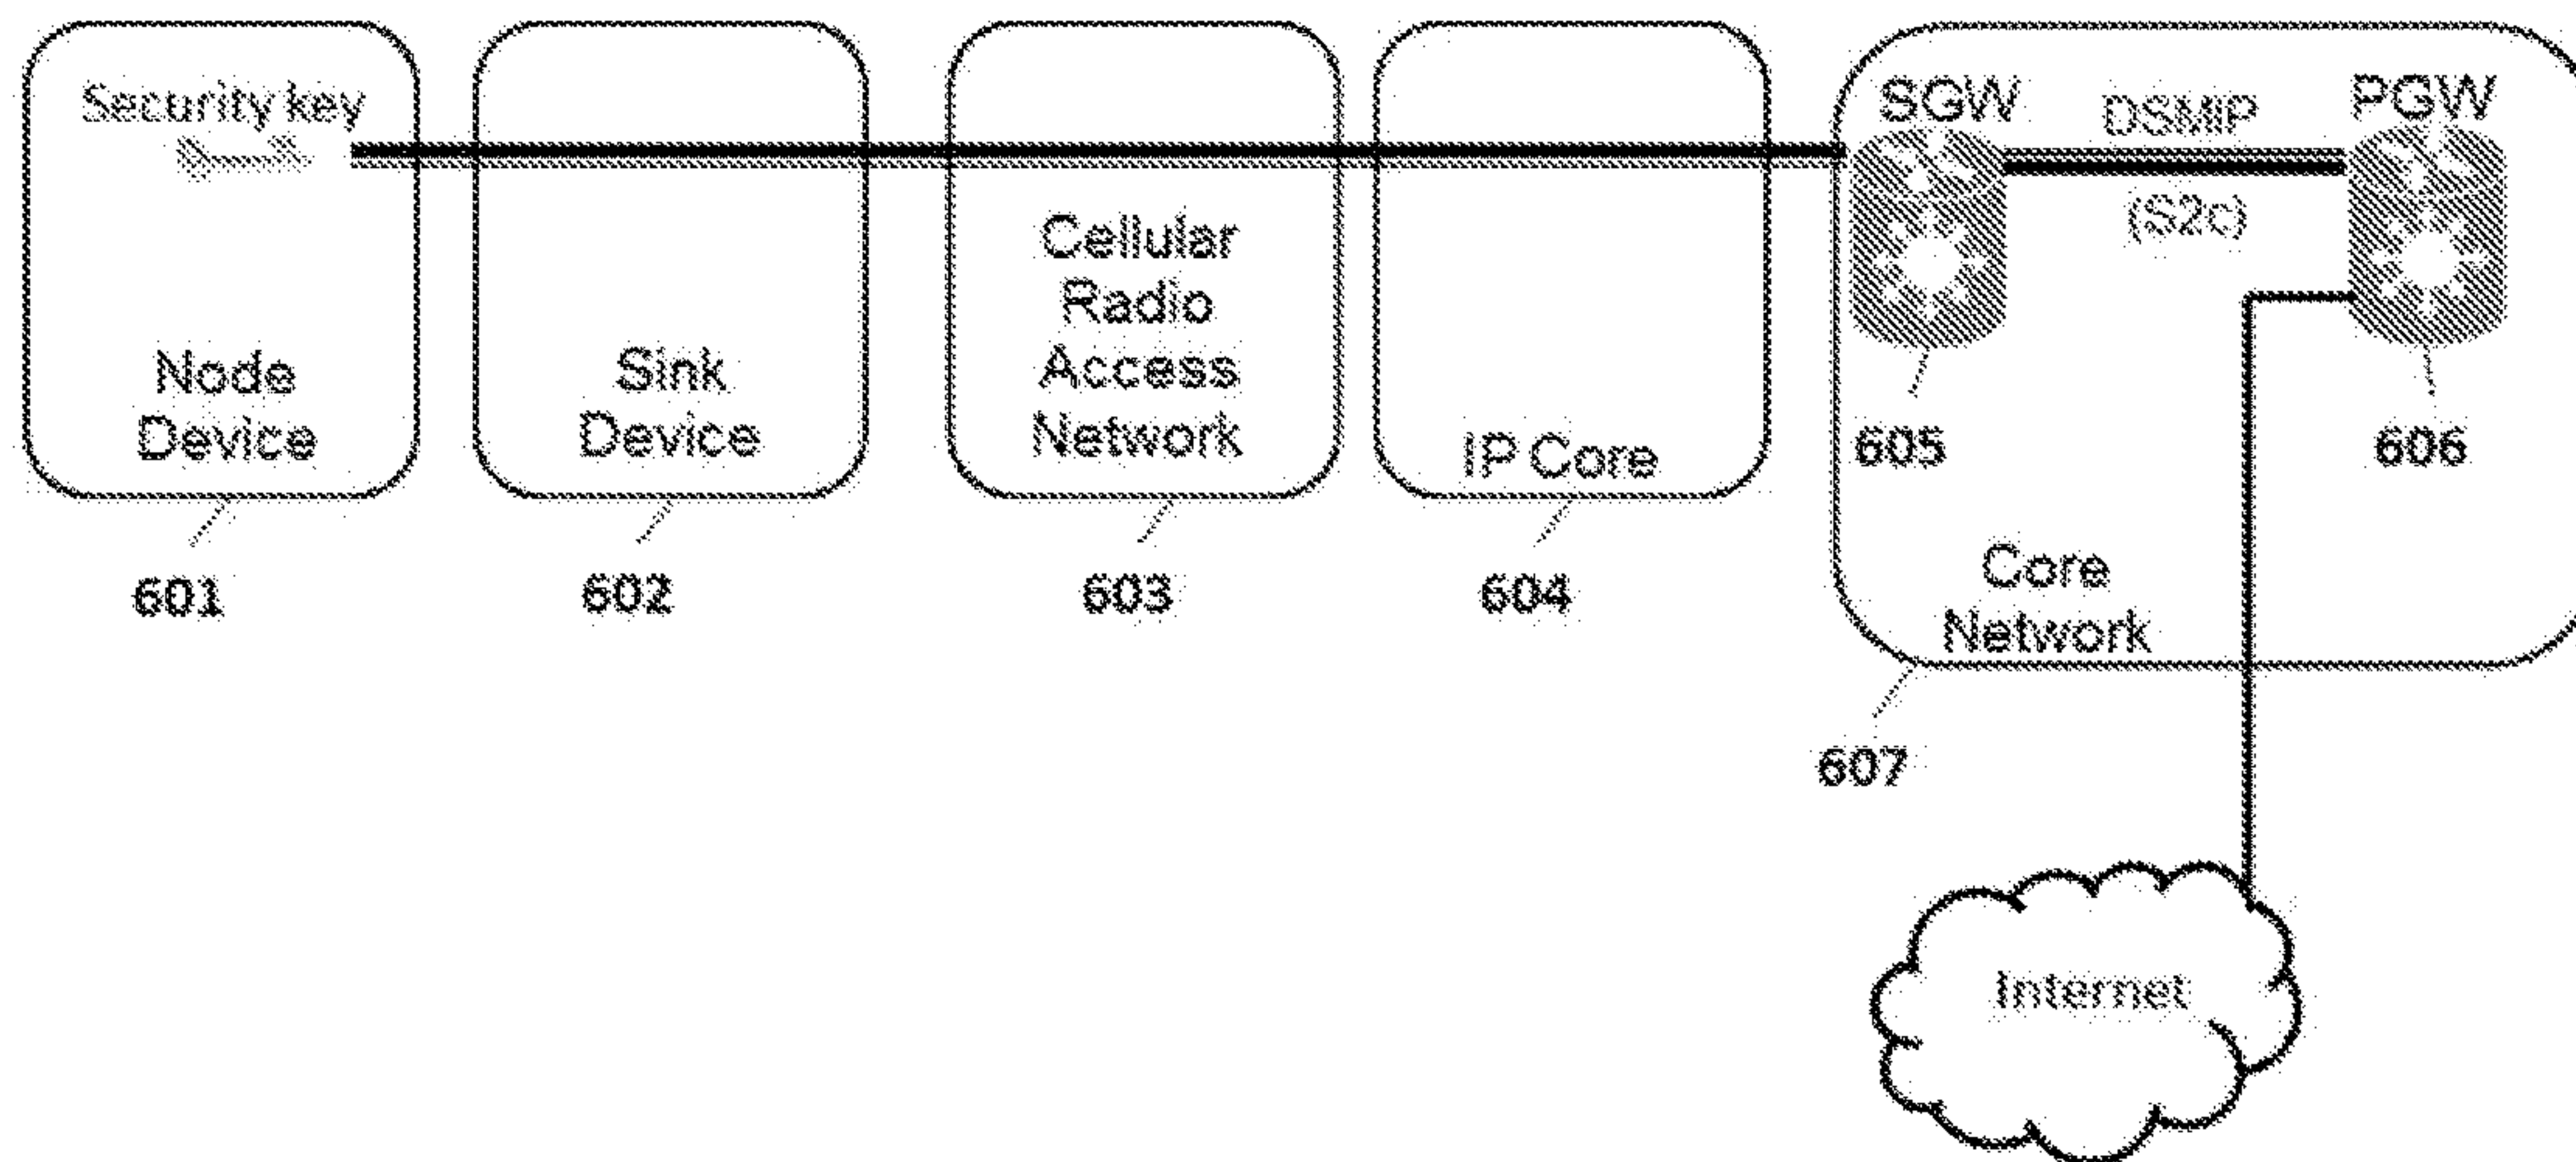 Security key
Node
Device
601
Sink
Device
602
Cellular
Radio
Access
Network
603
IP Core
604
SGW
DSMIP
(S2c)
PGW
605
606
Core
Network
607
Internet